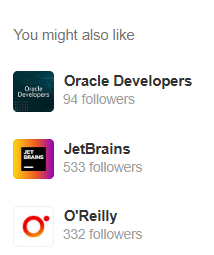 You might also like
Oracle
Developers
Oracle Developers
94 followers
JET
BRAINS
JetBrains
533 followers
O'Reilly
332 followers